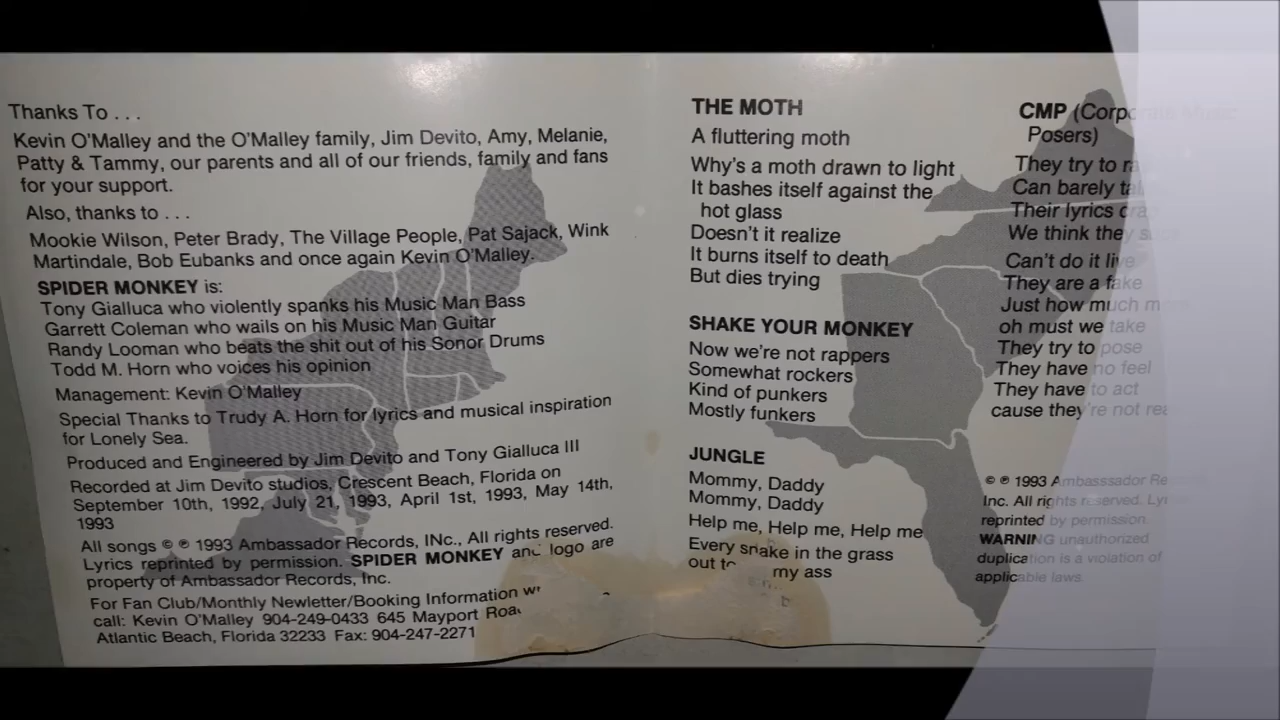 Thanks To . . .
Kevin O'Malley and the O'Malley family, Jim Devito, Amy, Melanie,
Patty & Tammy, our parents and all of our friends, family and fans
for your support.
Also, thanks to . . .
Mookie Wilson, Peter Brady, The Village People, Pat Sajack, Wink
Martindale, Bob Eubanks and once again Kevin O'Malley.
SPIDER MONKEY is:
Tony Gialluca who violently spanks his Music Man Bass
Garrett Coleman who wails on his Music Man Guitar
Randy Looman who beats the shit out of his Sonor Drums
Todd M. Horn who voices his opinion
Management: Kevin O'Malley
Special Thanks to Trudy A. Horn for lyrics and musical inspiration
for Lonely Sea.
Produced and Engineered by Jim Devito and Tony Gialluca III
Recorded at Jim Devito studios, Crescent Beach, Florida on
September 10th, 1992, July 21, 1993, April 1st, 1993, May 14th,
1993
All songs © ℗ 1993 Ambassador Records, INc., All rights reserved.
Lyrics reprinted by permission. SPIDER MONKEY and logo are
property of Ambassador Records, Inc.
For Fan Club/Monthly Newletter/Booking Information
call: Kevin O'Malley 904-249-0433 645 Mayport
Atlantic Beach, Florida 32233 Fax: 904-247-2271
THE MOTH
A fluttering moth
Why's a moth drawn to light
It bashes itself against the
hot glass
Doesn't it realize
It burns itself to death
But dies trying
SHAKE YOUR MONKEY
Now we're not rappers
Somewhat rockers
Kind of punkers
Mostly funkers
JUNGLE
Mommy, Daddy
Mommy, Daddy
Help me, Help me, Help me
Every snake in the grass
out my ass
CMP (Corporate Music
Posers)
They try to
Can barely
Their lyrics
We think they
Can't do it live
They are a fake
Just how much
oh must we take
They try to pose
They have no feel
They have to act
cause they're not
© ℗ 1993 Ambasssador
Inc. All rights reserved.
reprinted by permission
WARNING unauthorized
duplication is a violation of
applicable laws.